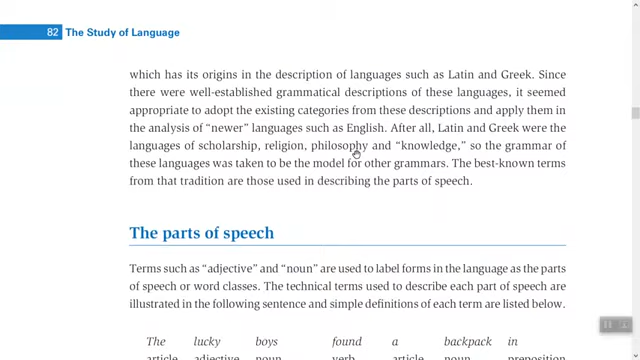 82 The Study of Language
which has its origins in the description of languages such as Latin and Greek. Since
there were well-established grammatical descriptions of these languages, it seemed
appropriate to adopt the existing categories from these descriptions and apply them in
the analysis of “newer” languages such as English. After all, Latin and Greek were the
languages of scholarship, religion, philosophy and “knowledge,” so the grammar of
these languages was taken to be the model for other grammars. The best-known terms
from that tradition are those used in describing the parts of speech.
The parts of speech
Terms such as “adjective” and “noun” are used to label forms in the language as the parts
of speech or word classes. The technical terms used to describe each part of speech are
illustrated in the following sentence and simple definitions of each term are listed below.
The lucky boys found a backpack in
article adjective noun verb article noun preposition